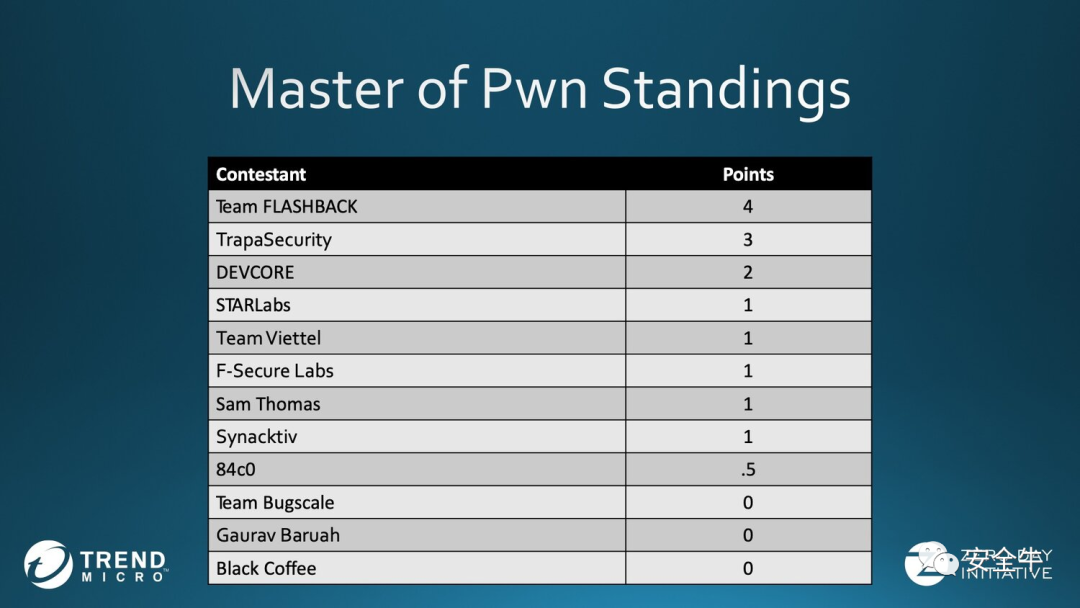 Master of Pwn Standings
Contestant Points
Team FLASHBACK 4
TrapaSecurity 3
DEVCORE 2
STARLabs 1
Team Viettel 1
F-Secure Labs 1
Sam Thomas 1
Synacktiv 1
84c0 .5
Team Bugscale 0
Gaurav Baruah 0
Black Coffee 0
TREND
MICRO™
安全牛
INITIATIVE